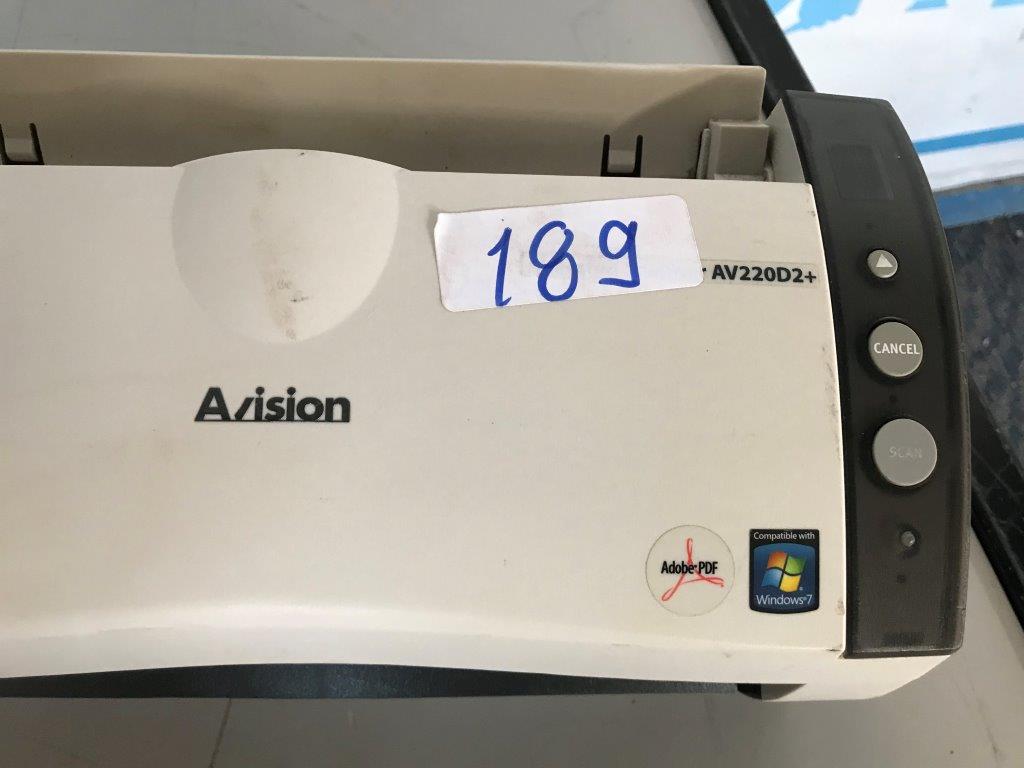 189
r AV220D2+
CANCEL
Avision
SCAN
Adobe PDF
Compatible with
Windows 7